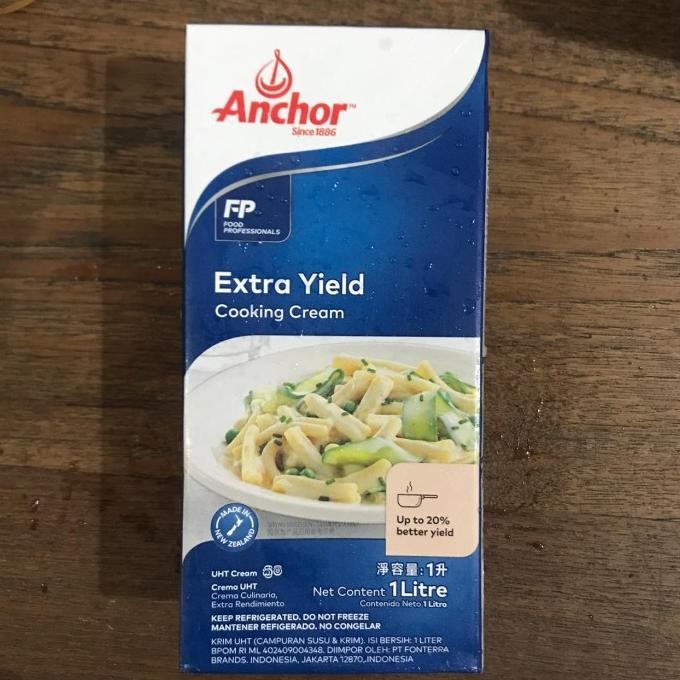 Anchor™
Since 1886
FP
FOOD
PROFESSIONALS
Extra Yield
Cooking Cream
Up to 20%
better yield
MADE IN
NEW ZEALAND
UHT Cream
淨容量: 1升
Net Content 1 Litre
Contenido Neto 1 Litro
Crema UHT
Crema Culinaria,
Extra Rendimiento
KEEP REFRIGERATED. DO NOT FREEZE
MANTENER REFRIGERADO. NO CONGELAR
KRIM UHT (CAMPURAN SUSU & KRIM). ISI BERSIH: 1 LITER
BPOM RI ML 402409004348. DIIMPOR OLEH: PT FONTERRA
BRANDS. INDONESIA, JAKARTA 12870, INDONESIA